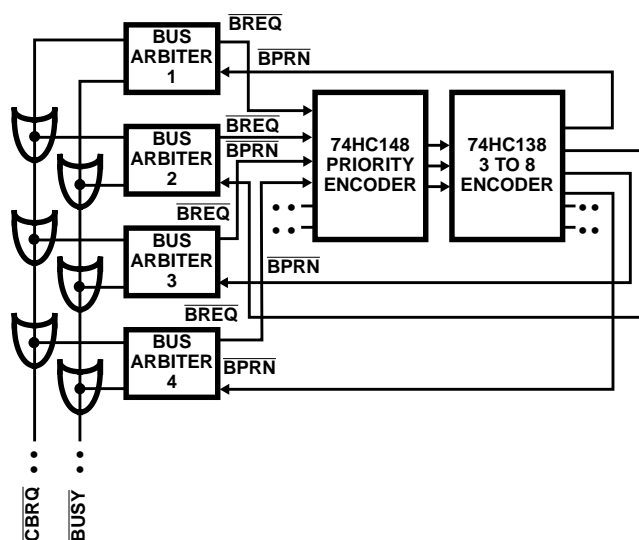 BREQ
BUS
ARBITER
1
BPRN
BREQ
BUS
ARBITER
2
BPRN
74HC148
PRIORITY
ENCODER
74HC138
3 TO 8
ENCODER
BREQ
BUS
ARBITER
3
BPRN
BREQ
BUS
ARBITER
4
BPRN
CBRQ
BUSY